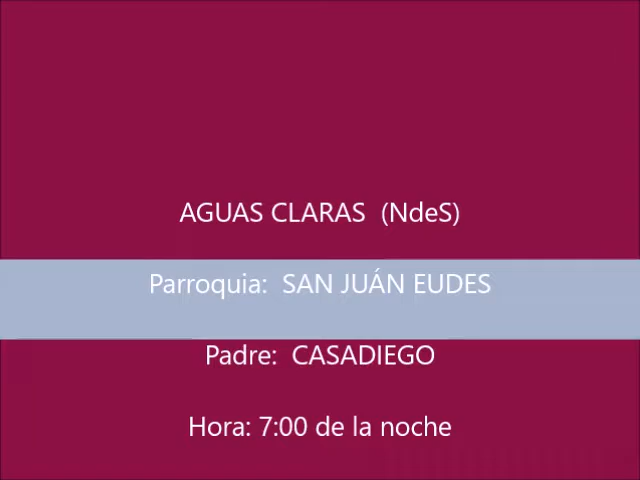 AGUAS CLARAS (NdeS)
Parroquia: SAN JUÁN EUDES
Padre: CASADIEGO
Hora: 7:00 de la noche